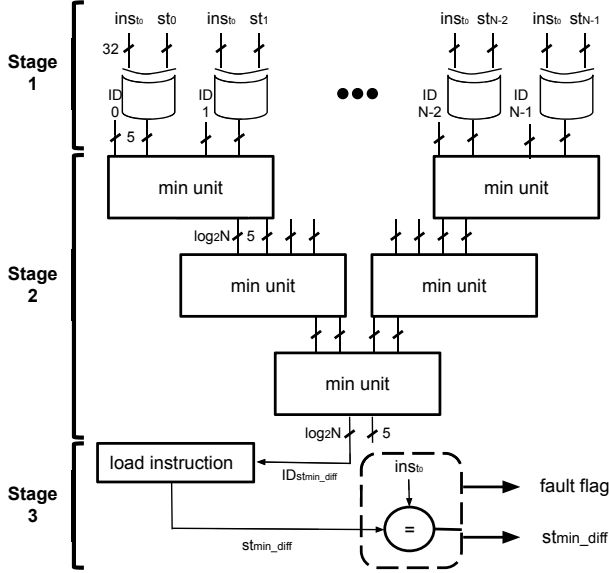 ins_t0 st_0 ins_t0 st_1 ins_t0 st_N-2 ins_t0 st_N-1
Stage
1
32
ID
0
ID
1
ID
N-2
ID
N-1
5
min unit min unit
log2N 5
Stage
2
min unit min unit
min unit
log2N 5
load instruction
ID_stmin_diff
ins_t0
fault flag
Stage
3
=
st_min_diff
st_min_diff